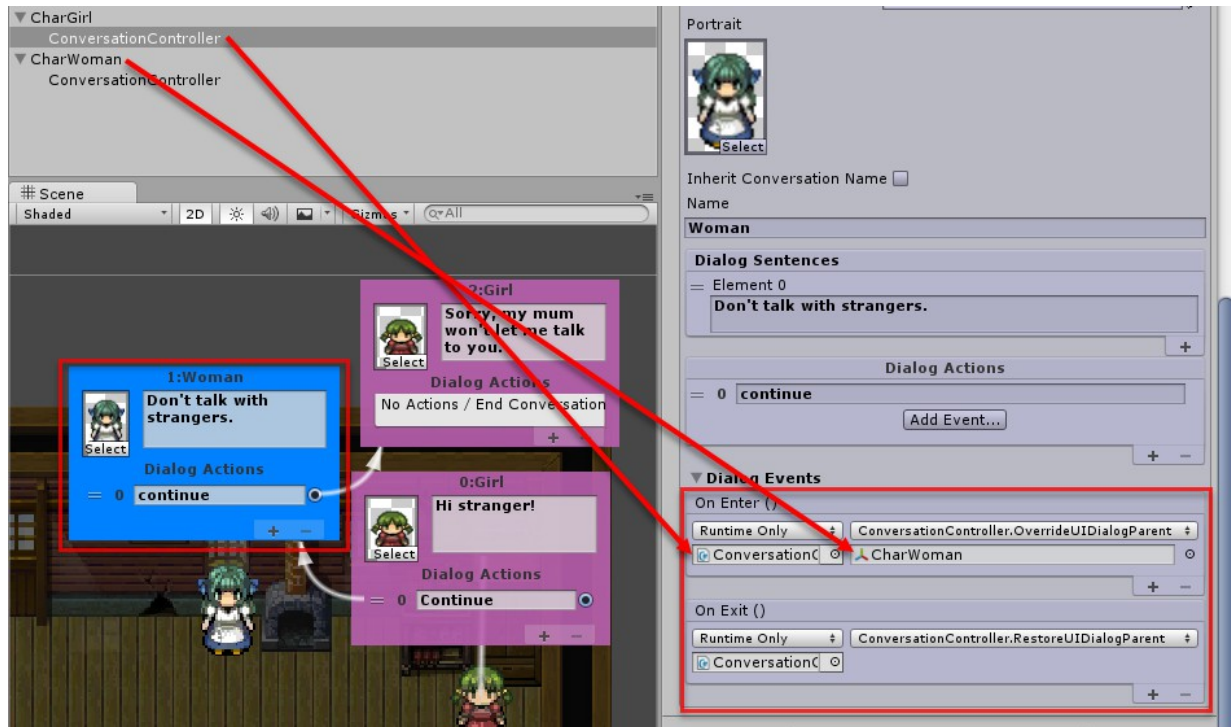 CharGirl
ConversationController
CharWoman
ConversationController
Scene
Shaded
2D
Gizmos
All
2:Girl
Sorry, my mum
won't let me talk
to you.
Select
Dialog Actions
No Actions / End Conversation
+ -
1:Woman
Don't talk with
strangers.
Select
Dialog Actions
= 0 continue
+ -
0:Girl
Hi stranger!
Select
Dialog Actions
= 0 Continue
+ -
Portrait
Select
Inherit Conversation Name
Name
Woman
Dialog Sentences
= Element 0
Don't talk with strangers.
+
Dialog Actions
= 0 continue
Add Event...
+ -
Dialog Events
On Enter ()
Runtime Only ConversationController.OverrideUIDialogParent
ConversationC CharWoman
+ -
On Exit ()
Runtime Only ConversationController.RestoreUIDialogParent
ConversationC
+ -